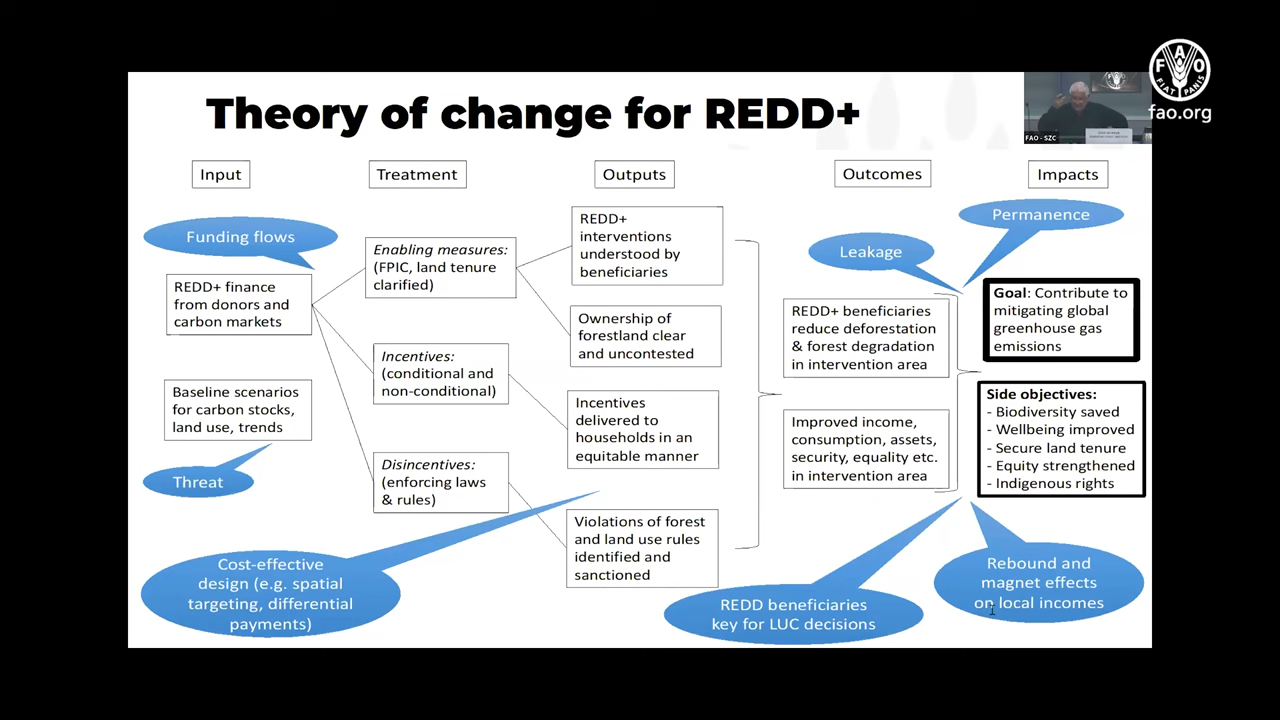 Theory of change for REDD+
FAO - SZC
FAO
FIAT PANIS
fao.org
Input
Treatment
Outputs
Outcomes
Impacts
Funding flows
REDD+ finance
from donors and
carbon markets
Baseline scenarios
for carbon stocks,
land use, trends
Threat
Enabling measures:
(FPIC, land tenure
clarified)
Incentives:
(conditional and
non-conditional)
Disincentives:
(enforcing laws
& rules)
Cost-effective
design (e.g. spatial
targeting, differential
payments)
REDD+
interventions
understood by
beneficiaries
Ownership of
forestland clear
and uncontested
Incentives
delivered to
households in an
equitable manner
Violations of forest
and land use rules
identified and
sanctioned
Leakage
Permanence
REDD+ beneficiaries
reduce deforestation
& forest degradation
in intervention area
Improved income,
consumption, assets,
security, equality etc.
in intervention area
REDD beneficiaries
key for LUC decisions
Goal: Contribute to
mitigating global
greenhouse gas
emissions
Side objectives:
- Biodiversity saved
- Wellbeing improved
- Secure land tenure
- Equity strengthened
- Indigenous rights
Rebound and
magnet effects
on local incomes